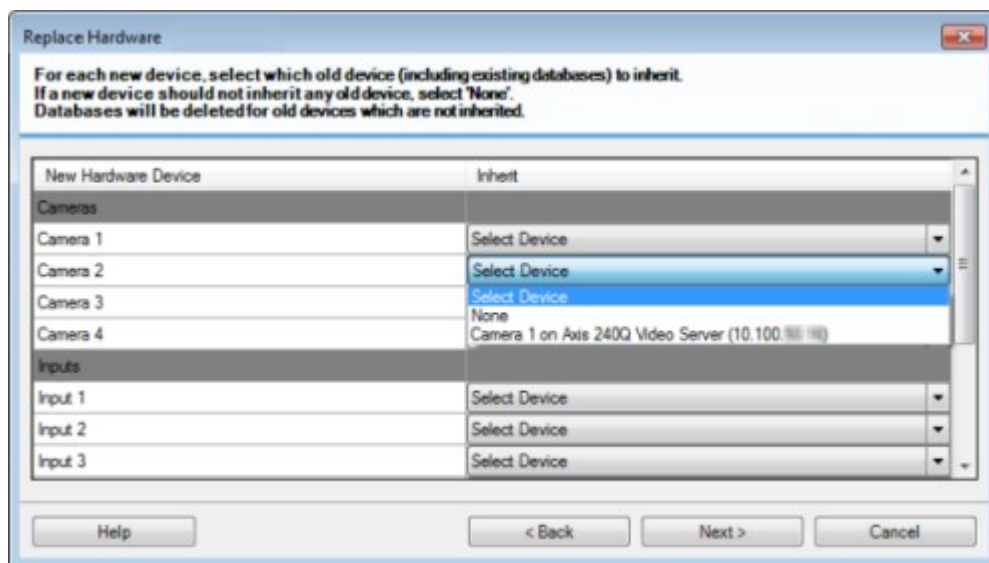 Replace Hardware
For each new device, select which old device (including existing databases) to inherit.
If a new device should not inherit any old device, select 'None'.
Databases will be deleted for old devices which are not inherited.
New Hardware Device Inherit
Cameras
Camera 1 Select Device
Camera 2 Select Device
Select Device
Camera 3
None
Camera 4 Camera 1 on Axis 240Q Video Server (10.100.
Inputs
Input 1 Select Device
Input 2 Select Device
Input 3 Select Device
Help < Back Next > Cancel